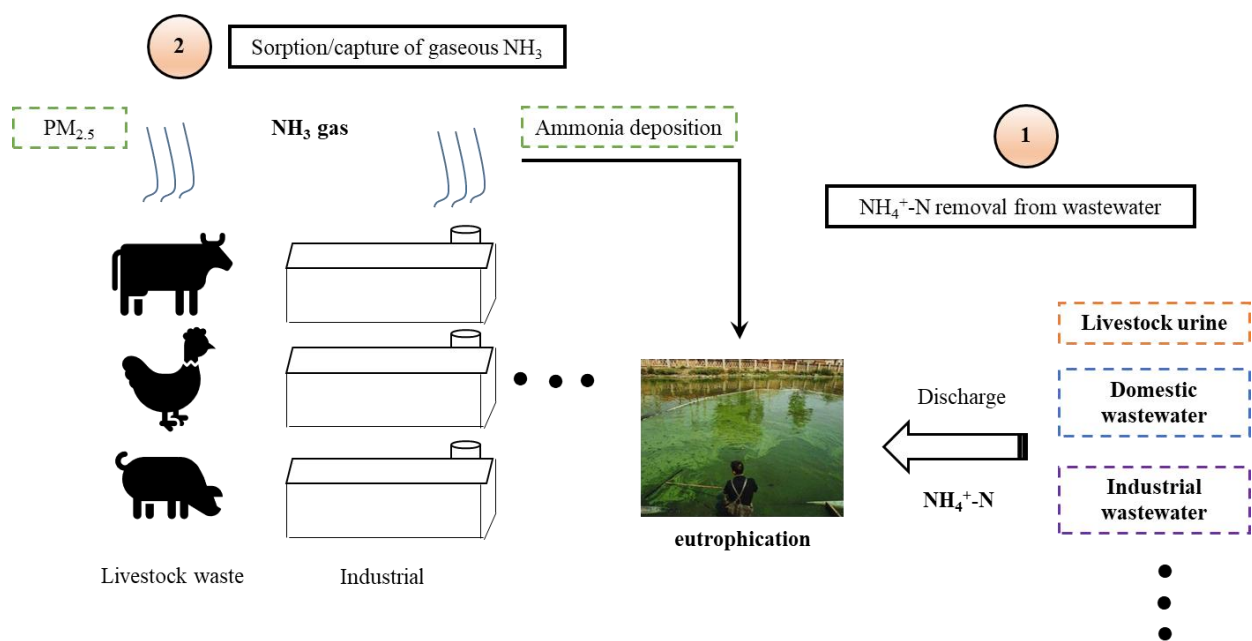 2
Sorption/capture of gaseous NH₃
PM₂.₅
NH₃ gas
Ammonia deposition
1
NH₄⁺-N removal from wastewater
Livestock urine
Discharge
Domestic
wastewater
NH₄⁺-N
Industrial
wastewater
eutrophication
Livestock waste
Industrial